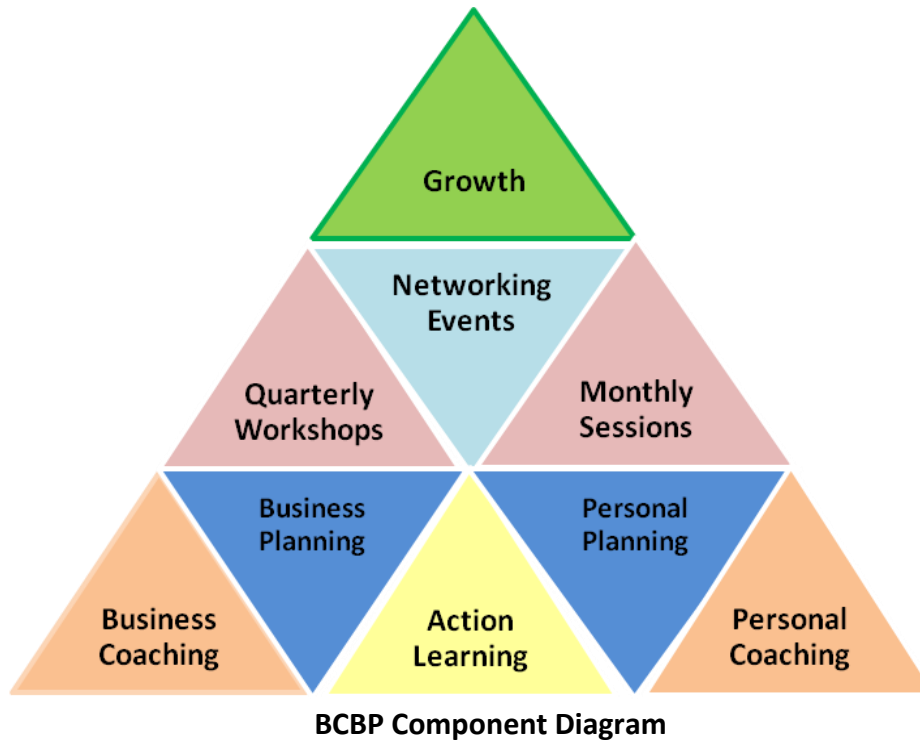 Growth
Networking
Events
Quarterly
Workshops
Monthly
Sessions
Business
Planning
Personal
Planning
Business
Coaching
Action
Learning
Personal
Coaching
BCBP Component Diagram